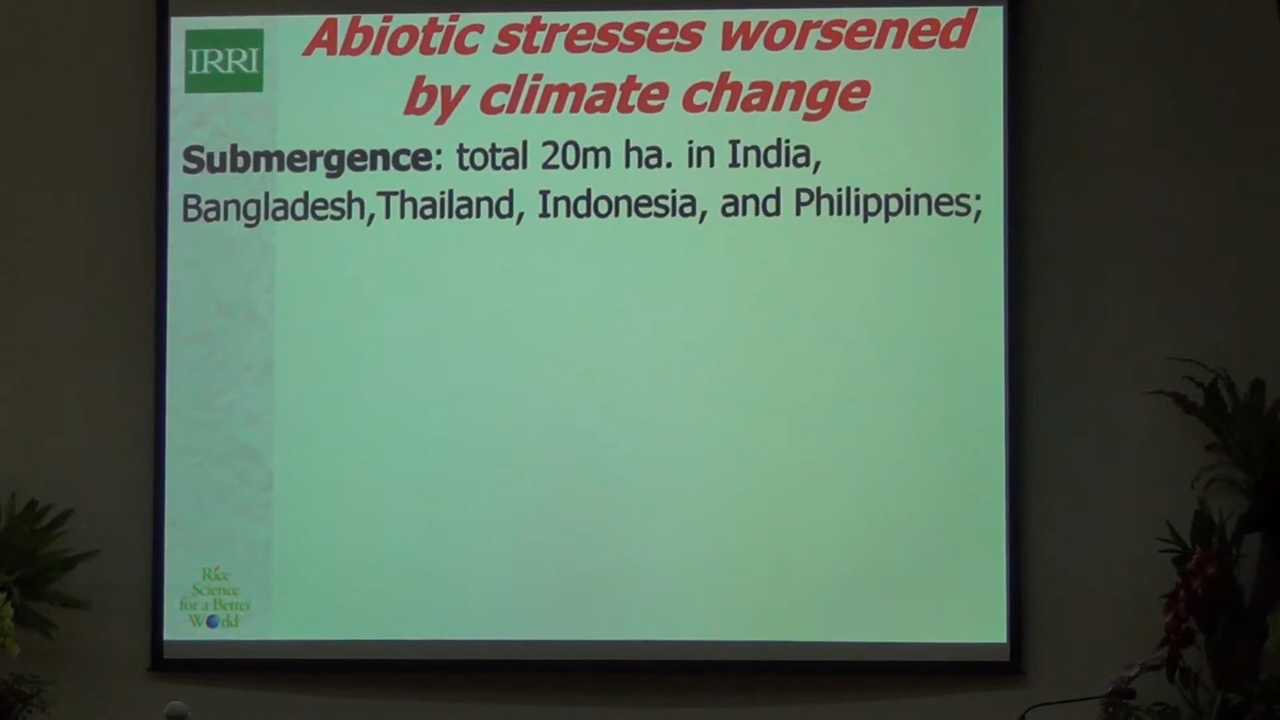 IRRI
Abiotic stresses worsened
by climate change
Submergence: total 20m ha. in India,
Bangladesh,Thailand, Indonesia, and Philippines;
Rice
Science
for a Better
World